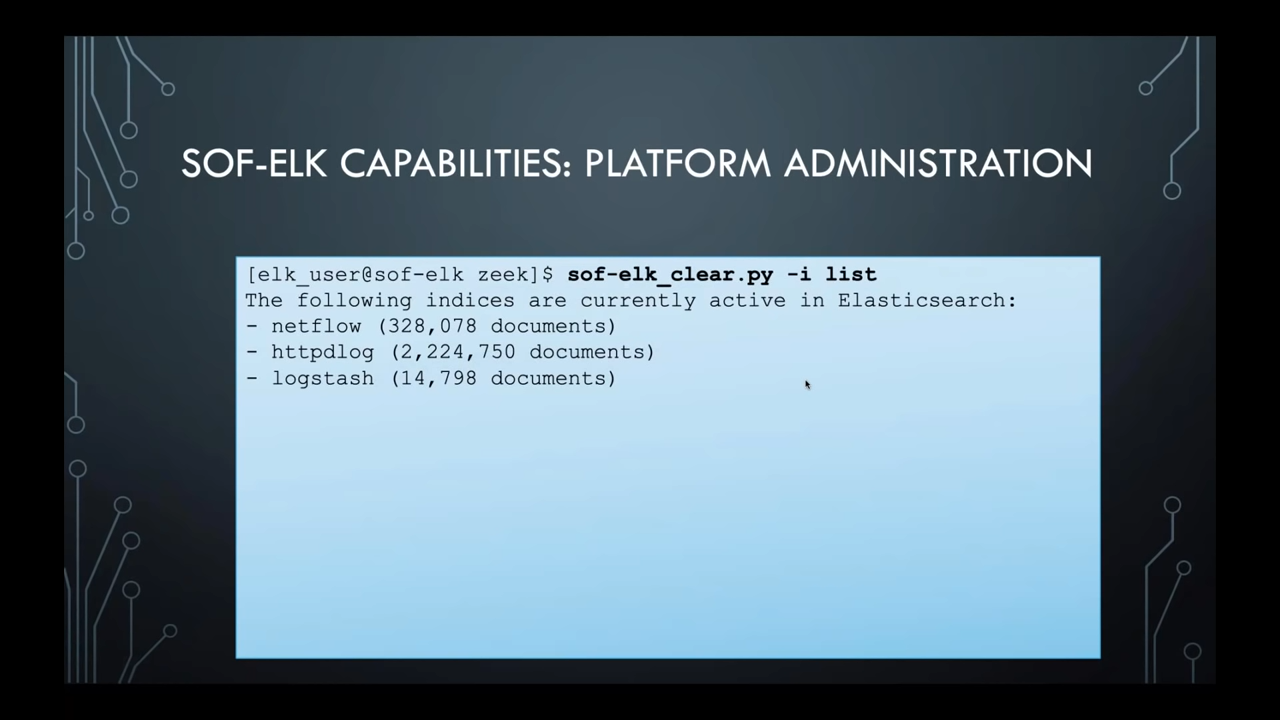 SOF-ELK CAPABILITIES: PLATFORM ADMINISTRATION
[elk_user@sof-elk zeek]$ sof-elk_clear.py -i list
The following indices are currently active in Elasticsearch:
- netflow (328,078 documents)
- httpdlog (2,224,750 documents)
- logstash (14,798 documents)